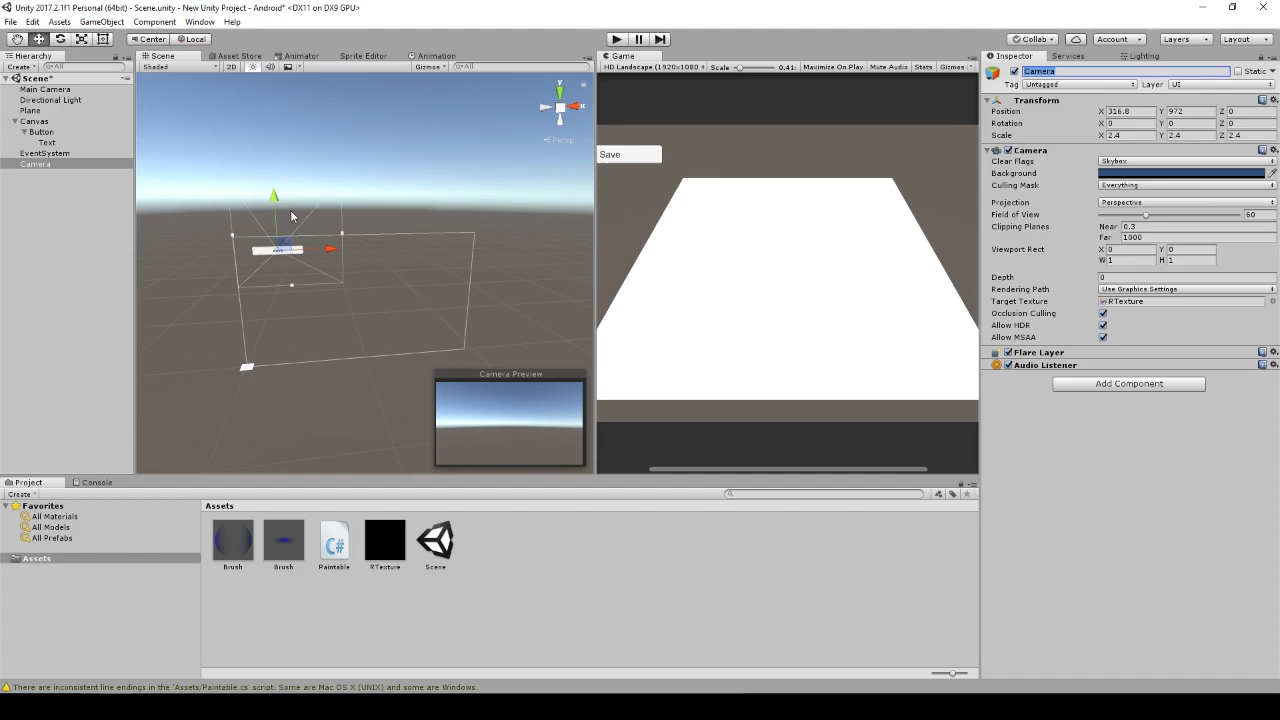 Unity 2017.2.1f1 Personal (64bit) - Scene.unity - New Unity Project - Android* <DX11 on DX9 GPU>
File Edit Assets GameObject Component Window Help
Center Local Collab Account Layers Layout
Hierarchy Scene Asset Store Animator Sprite Editor Animation Game Inspector Services Lighting
Create All Shaded 2D Gizmos All HD Landscape (1920x1080) Scale 0.41: Maximize On Play Mute Audio Stats Gizmos Camera Static
Scene*
Tag Untagged Layer UI
Main Camera
Directional Light
Plane
Canvas
Button
Text
EventSystem
Camera
y
x
Persp
Save
Camera Preview
Transform
Position X 316.8 Y 972 Z 0
Rotation X 0 Y 0 Z 0
Scale X 2.4 Y 2.4 Z 2.4
Camera
Clear Flags Skybox
Background
Culling Mask Everything
Projection Perspective
Field of View 60
Clipping Planes Near 0.3
Far 1000
Viewport Rect X 0 Y 0
W 1 H 1
Depth 0
Rendering Path Use Graphics Settings
Target Texture RTexture
Occlusion Culling
Allow HDR
Allow MSAA
Flare Layer
Audio Listener
Add Component
Project Console
Create
Favorites
All Materials
All Models
All Prefabs
Assets
Assets
C#
Brush Brush Paintable RTexture Scene
There are inconsistent line endings in the 'Assets/Paintable.cs' script. Some are Mac OS X (UNIX) and some are Windows.